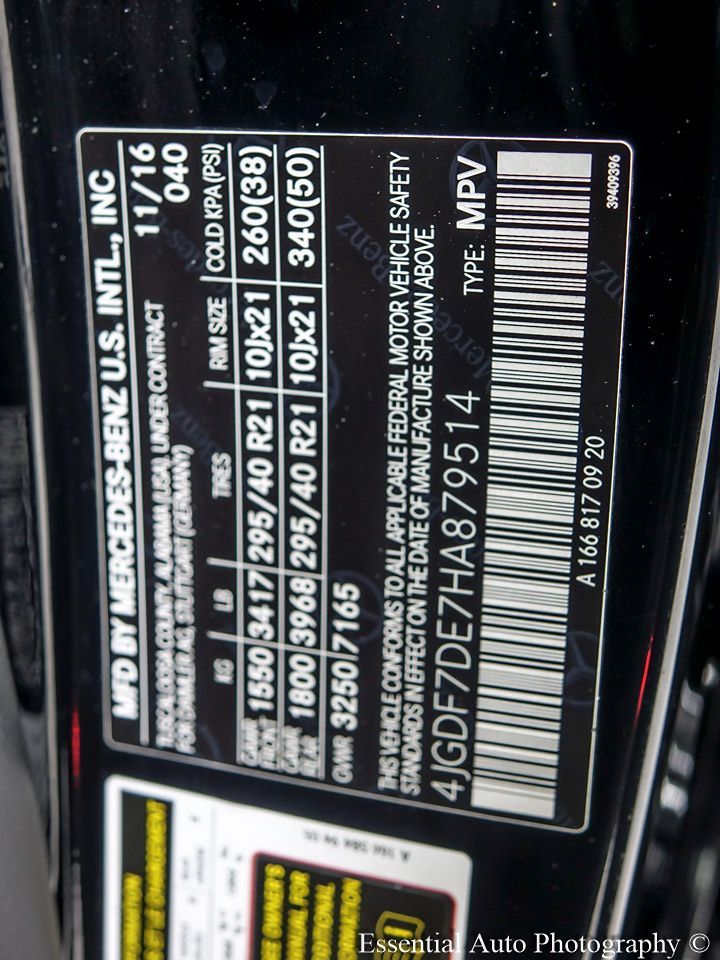 MFD BY MERCEDES-BENZ U.S. INTL., INC
TUSCALOOSA COUNTY, ALABAMA (USA), UNDER CONTRACT 11/16
FOR DAIMLER AG, STUTTGART (GERMANY) 040
KG LB TIRES RIM SIZE COLD KPA (PSI)
GAWR FRONT 1550 3417 295/40 R21 10Jx21 260(38)
GAWR REAR 1800 3968 295/40 R21 10Jx21 340(50)
GVWR 3250 7165
THIS VEHICLE CONFORMS TO ALL APPLICABLE FEDERAL MOTOR VEHICLE SAFETY
STANDARDS IN EFFECT ON THE DATE OF MANUFACTURE SHOWN ABOVE.
4JGDF7DE7HA879514 TYPE: MPV
A 166 817 09 20 39409396
Essential Auto Photography ©